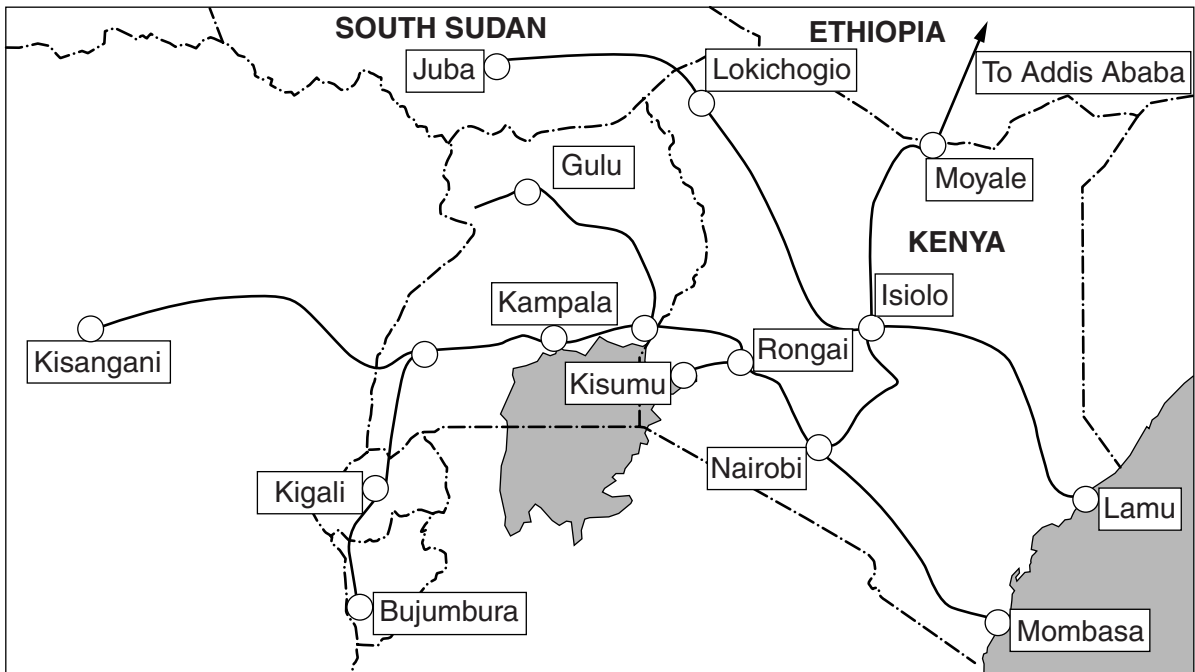 SOUTH SUDAN
ETHIOPIA
Juba
Lokichogio
To Addis Ababa
Gulu
Moyale
KENYA
Kampala
Isiolo
Kisangani
Rongai
Kisumu
Nairobi
Kigali
Lamu
Bujumbura
Mombasa